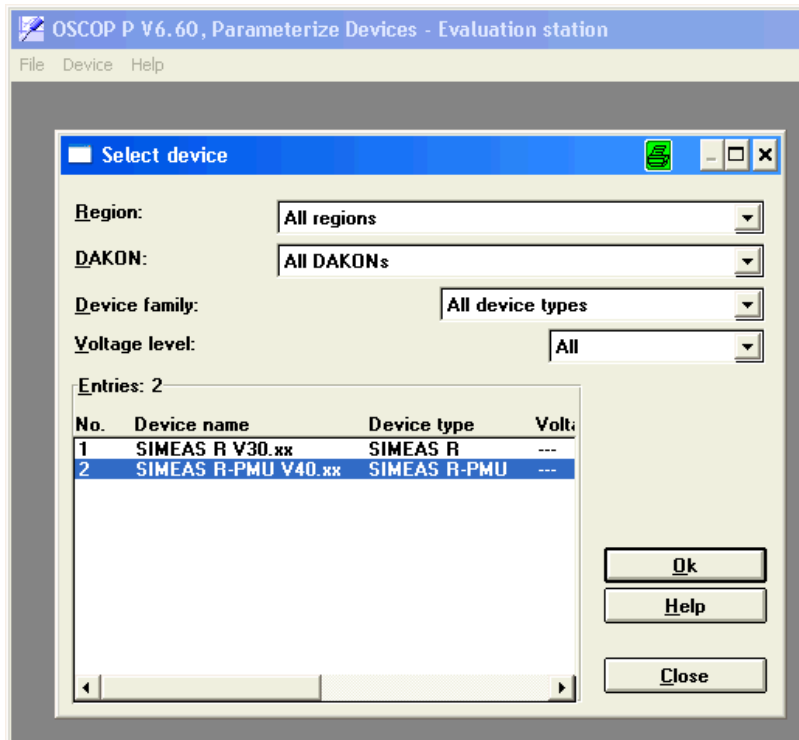 OSCOP P V6.60, Parameterize Devices - Evaluation station
File Device Help
Select device
Region: All regions
DAKON: All DAKONs
Device family: All device types
Voltage level: All
Entries: 2
No. Device name Device type Volta
1 SIMEAS R V30.xx SIMEAS R ---
2 SIMEAS R-PMU V40.xx SIMEAS R-PMU ---
Ok
Help
Close